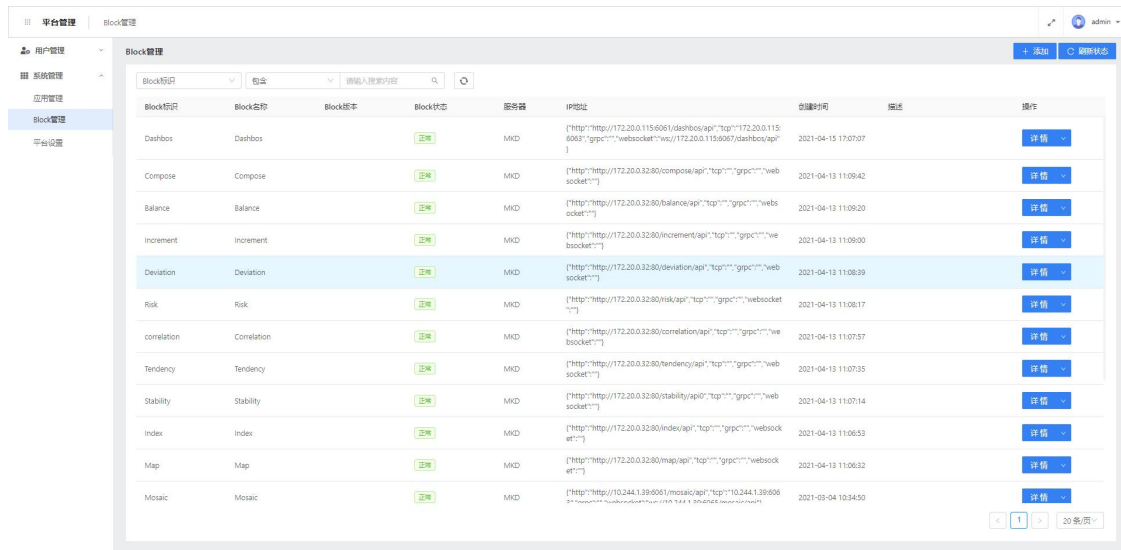 平台管理 Block管理 admin
用户管理
系统管理
应用管理
Block管理
平台设置
Block管理 + 添加 刷新状态
Block标识 包含 请输入搜索内容
Block标识 Block名称 Block版本 Block状态 服务器 IP地址 创建时间 描述 操作
Dashbos Dashbos 正常 MKD {"http":"http://172.20.0.115:6061/dashbos/api","tcp":"172.20.0.115:
6063","grpc":"","websocket":"ws://172.20.0.115:6067/dashbos/api"
} 2021-04-15 17:07:07 详情
Compose Compose 正常 MKD {"http":"http://172.20.0.32:80/compose/api","tcp":"","grpc":"","web
socket":""} 2021-04-13 11:09:42 详情
Balance Balance 正常 MKD {"http":"http://172.20.0.32:80/balance/api","tcp":"","grpc":"","webs
ocket":""} 2021-04-13 11:09:20 详情
Increment Increment 正常 MKD {"http":"http://172.20.0.32:80/increment/api","tcp":"","grpc":"","we
bsocket":""} 2021-04-13 11:09:00 详情
Deviation Deviation 正常 MKD {"http":"http://172.20.0.32:80/deviation/api","tcp":"","grpc":"","web
socket":""} 2021-04-13 11:08:39 详情
Risk Risk 正常 MKD {"http":"http://172.20.0.32:80/risk/api","tcp":"","grpc":"","websocket
":""} 2021-04-13 11:08:17 详情
correlation Correlation 正常 MKD {"http":"http://172.20.0.32:80/correlation/api","tcp":"","grpc":"","we
bsocket":""} 2021-04-13 11:07:57 详情
Tendency Tendency 正常 MKD {"http":"http://172.20.0.32:80/tendency/api","tcp":"","grpc":"","web
socket":""} 2021-04-13 11:07:35 详情
Stability Stability 正常 MKD {"http":"http://172.20.0.32:80/stability/api0","tcp":"","grpc":"","web
socket":""} 2021-04-13 11:07:14 详情
Index Index 正常 MKD {"http":"http://172.20.0.32:80/index/api","tcp":"","grpc":"","websock
et":""} 2021-04-13 11:06:53 详情
Map Map 正常 MKD {"http":"http://172.20.0.32:80/map/api","tcp":"","grpc":"","websock
et":""} 2021-04-13 11:06:32 详情
Mosaic Mosaic 正常 MKD {"http":"http://10.244.1.39:6061/mosaic/api","tcp":"10.244.1.39:606
2021-03-04 10:34:50 详情
< 1 > 20 条/页